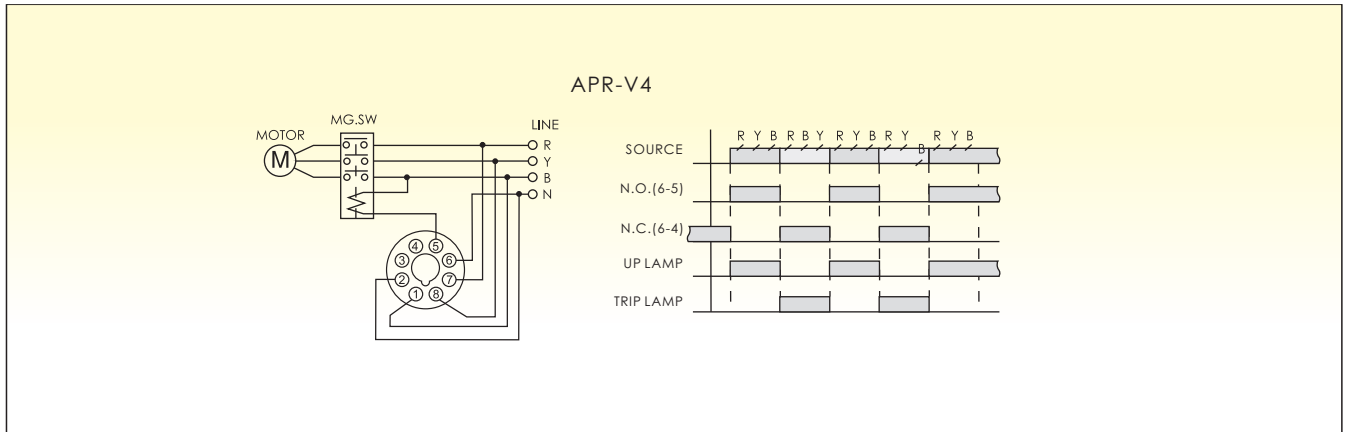 APR-V4
MG.SW
MOTOR
M
LINE
R
Y
B
N
4 5
3 6
2 7
1 8
R Y B R B Y R Y B R Y B R Y B
SOURCE
N.O.(6-5)
N.C.(6-4)
UP LAMP
TRIP LAMP